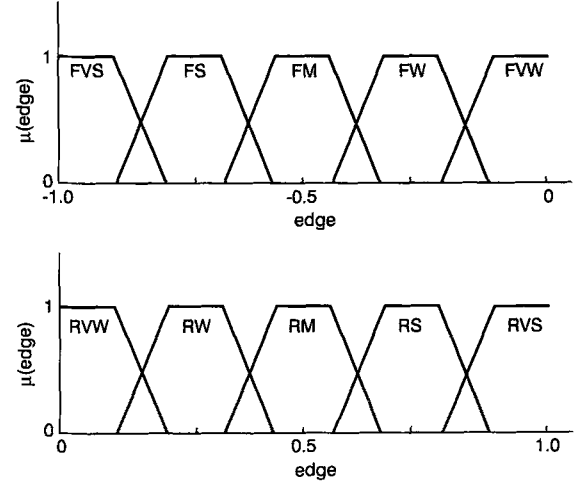 1
FVS FS FM FW FVW
μ(edge)
0
-1.0 -0.5 0
edge
1
RVW RW RM RS RVS
μ(edge)
0
0 0.5 1.0
edge